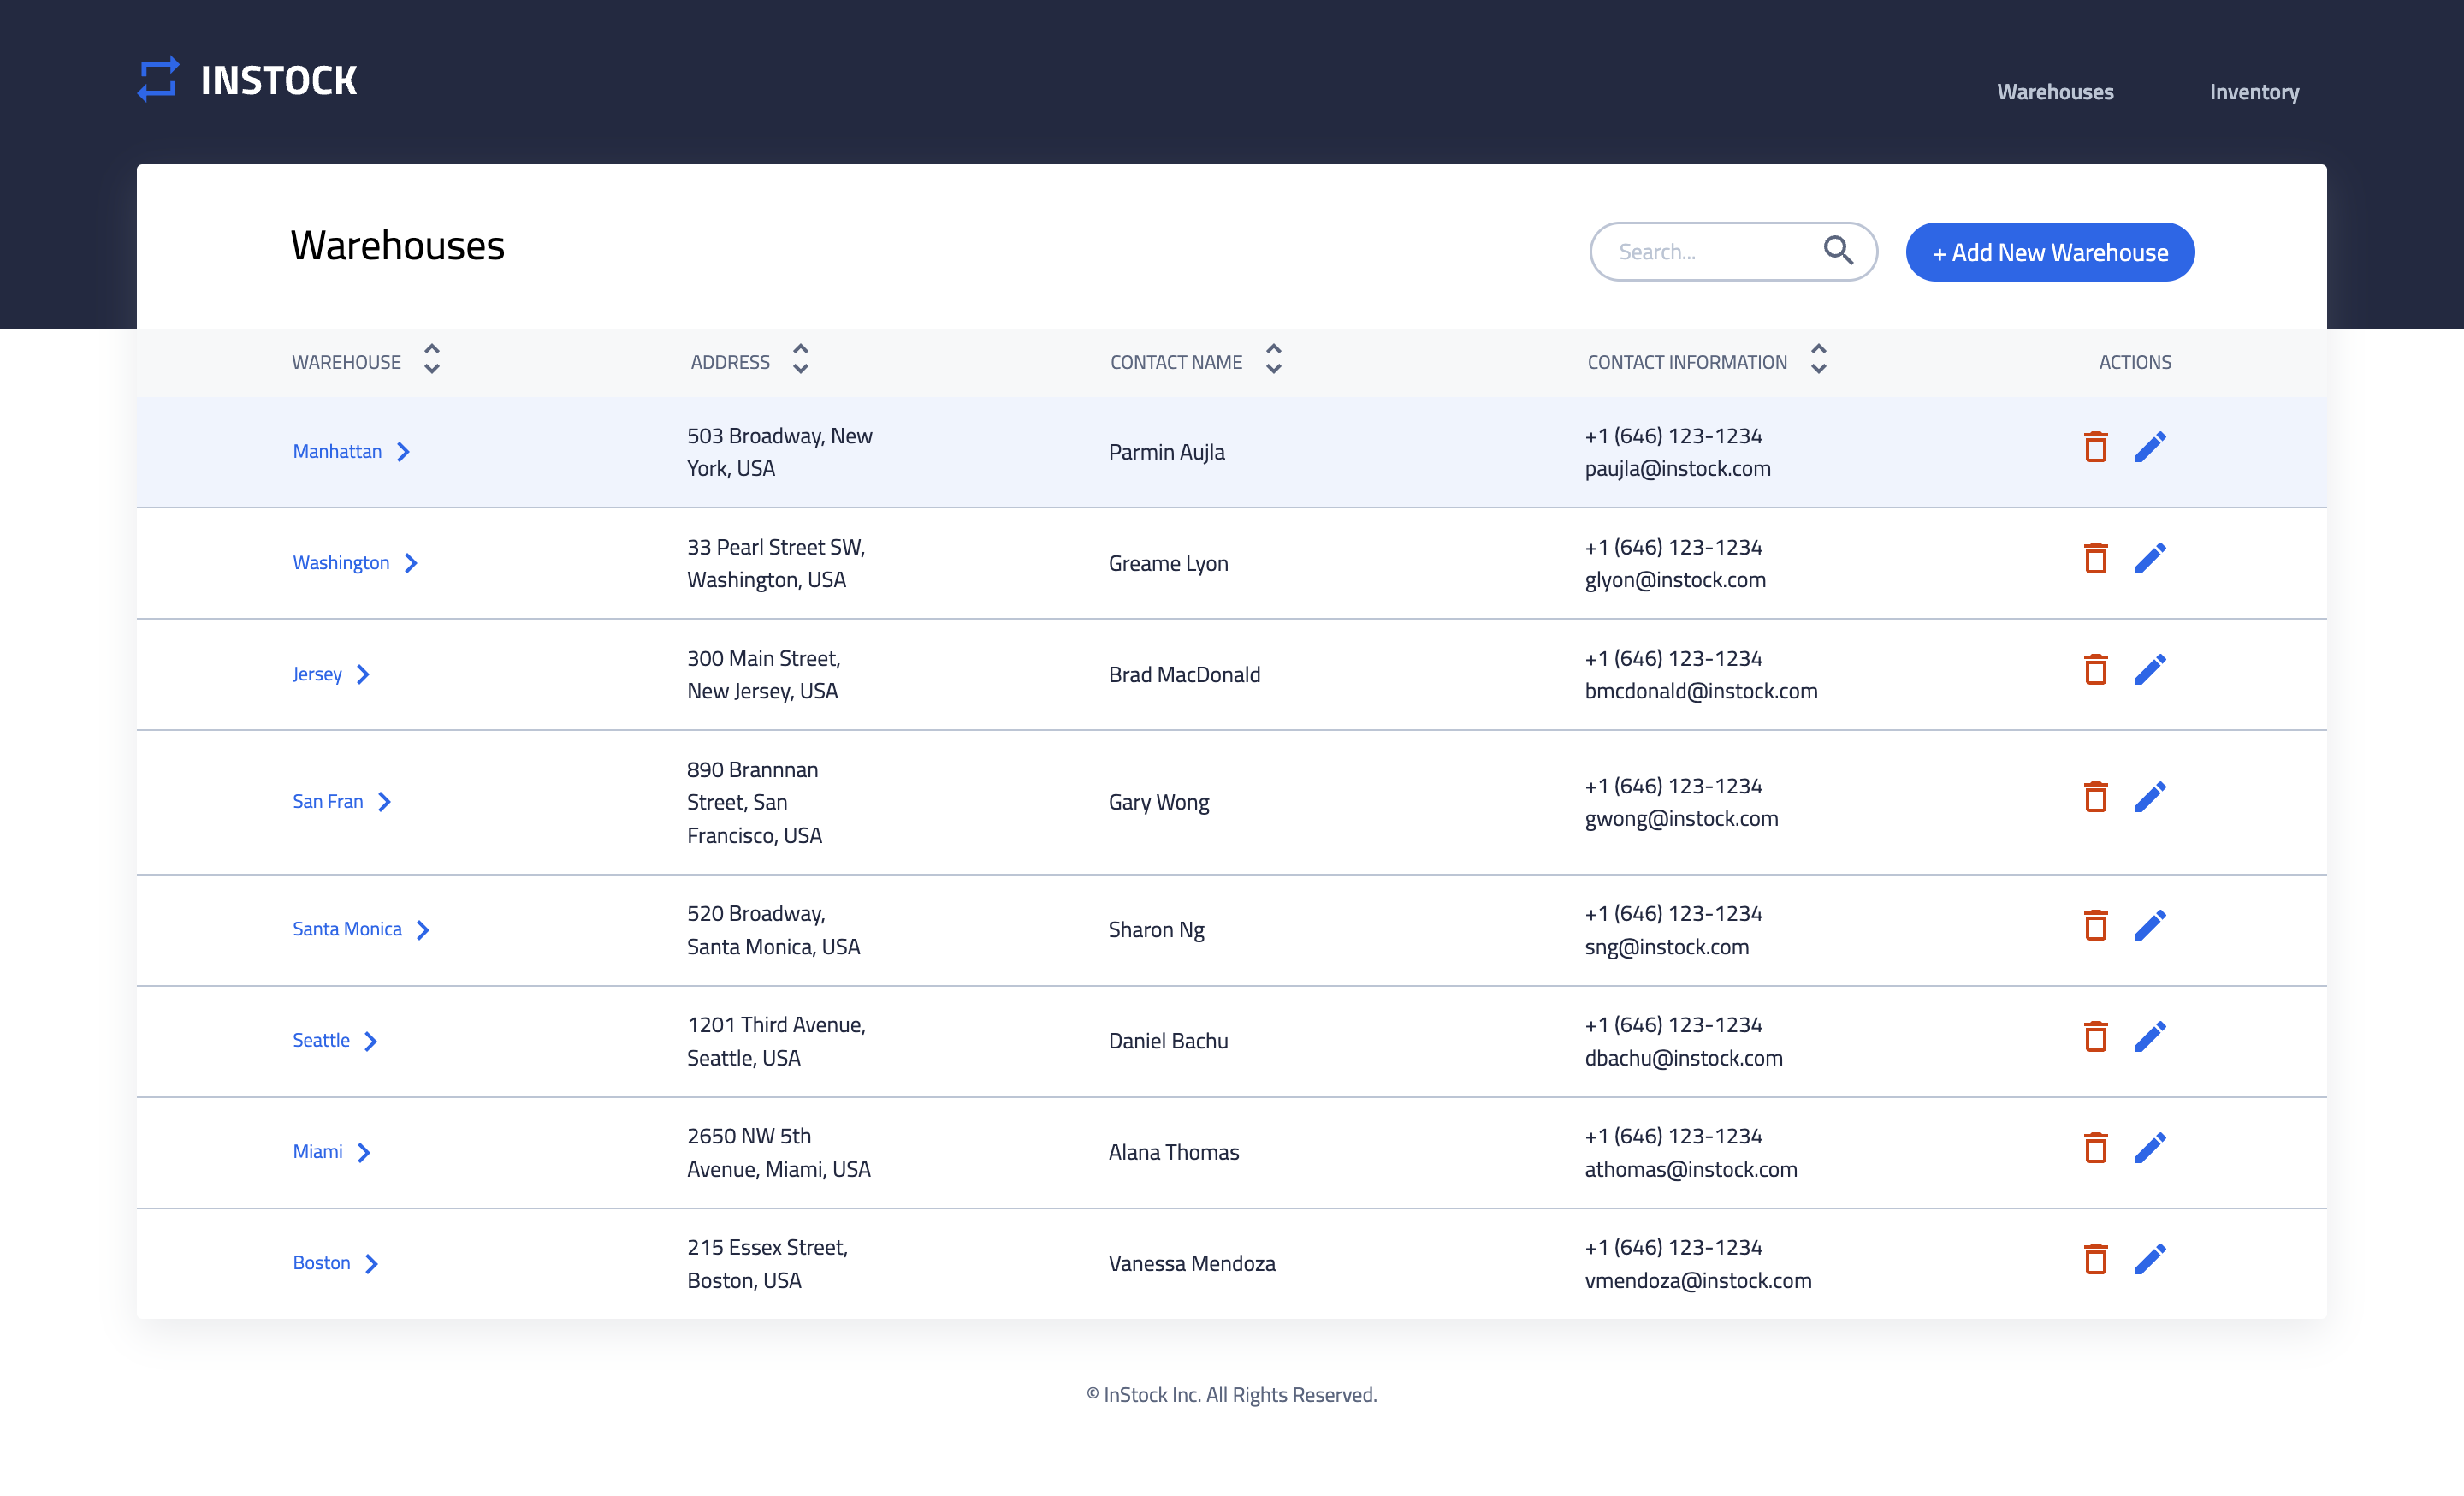 INSTOCK
Warehouses
Inventory
Warehouses
Search...
+ Add New Warehouse
WAREHOUSE
ADDRESS
CONTACT NAME
CONTACT INFORMATION
ACTIONS
Manhattan
503 Broadway, New
York, USA
Parmin Aujla
+1 (646) 123-1234
paujla@instock.com
Washington
33 Pearl Street SW,
Washington, USA
Greame Lyon
+1 (646) 123-1234
glyon@instock.com
Jersey
300 Main Street,
New Jersey, USA
Brad MacDonald
+1 (646) 123-1234
bmcdonald@instock.com
San Fran
890 Brannnan
Street, San
Francisco, USA
Gary Wong
+1 (646) 123-1234
gwong@instock.com
Santa Monica
520 Broadway,
Santa Monica, USA
Sharon Ng
+1 (646) 123-1234
sng@instock.com
Seattle
1201 Third Avenue,
Seattle, USA
Daniel Bachu
+1 (646) 123-1234
dbachu@instock.com
Miami
2650 NW 5th
Avenue, Miami, USA
Alana Thomas
+1 (646) 123-1234
athomas@instock.com
Boston
215 Essex Street,
Boston, USA
Vanessa Mendoza
+1 (646) 123-1234
vmendoza@instock.com
© InStock Inc. All Rights Reserved.